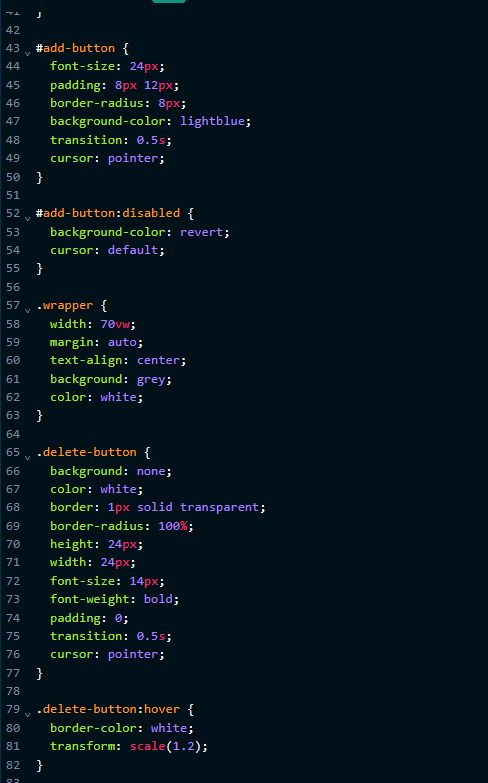 41 }
42
43 #add-button {
44   font-size: 24px;
45   padding: 8px 12px;
46   border-radius: 8px;
47   background-color: lightblue;
48   transition: 0.5s;
49   cursor: pointer;
50 }
51
52 #add-button:disabled {
53   background-color: revert;
54   cursor: default;
55 }
56
57 .wrapper {
58   width: 70vw;
59   margin: auto;
60   text-align: center;
61   background: grey;
62   color: white;
63 }
64
65 .delete-button {
66   background: none;
67   color: white;
68   border: 1px solid transparent;
69   border-radius: 100%;
70   height: 24px;
71   width: 24px;
72   font-size: 14px;
73   font-weight: bold;
74   padding: 0;
75   transition: 0.5s;
76   cursor: pointer;
77 }
78
79 .delete-button:hover {
80   border-color: white;
81   transform: scale(1.2);
82 }